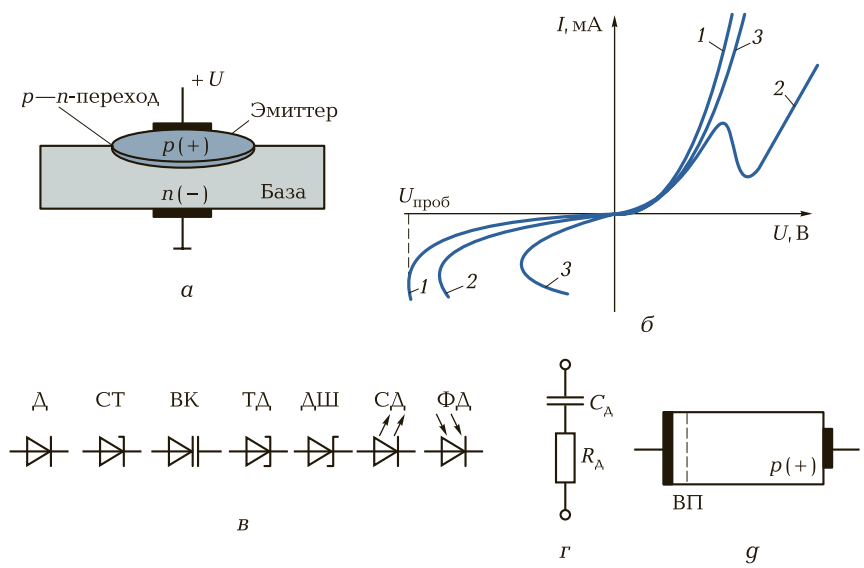 + U
p—n-переход
Эмиттер
p(+)
n(−)
База
а
I, мА
1
3
2
Uпроб
U, В
1
2
3
б
Д
СТ
ВК
ТД
ДШ
СД
ФД
в
Cд
Rд
г
p(+)
ВП
д